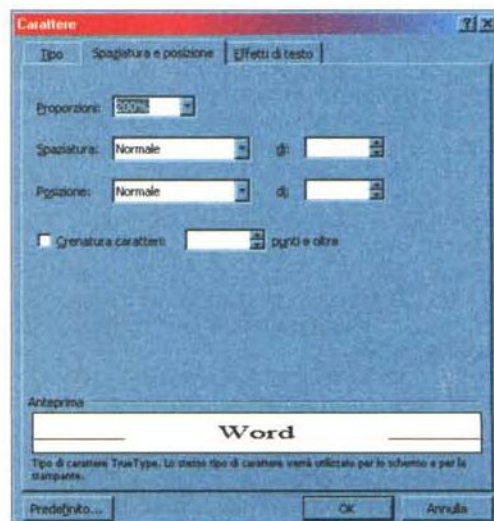 Carattere
Tipo Spaziatura e posizione Effetti di testo
Proporzioni: 200%
Spaziatura: Normale di:
Posizione: Normale di:
Crenatura caratteri: punti e oltre
Anteprima
Word
Tipo di carattere TrueType. Lo stesso tipo di carattere verrà utilizzato per lo schermo e per la
stampante.
Predefinito... OK Annulla